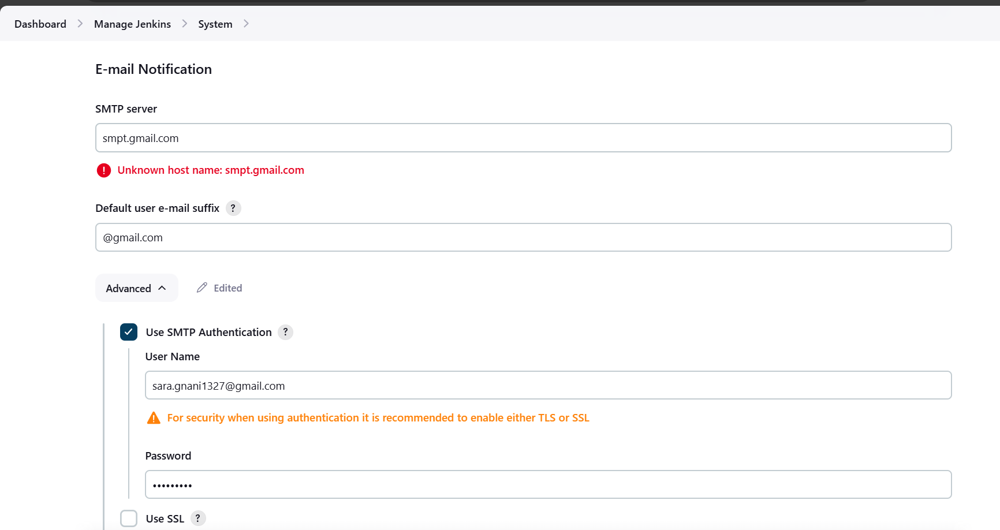 Dashboard > Manage Jenkins > System >
E-mail Notification
SMTP server
smpt.gmail.com
! Unknown host name: smpt.gmail.com
Default user e-mail suffix ?
@gmail.com
Advanced Edited
Use SMTP Authentication ?
User Name
sara.gnani1327@gmail.com
For security when using authentication it is recommended to enable either TLS or SSL
Password
•••••••••
Use SSL ?